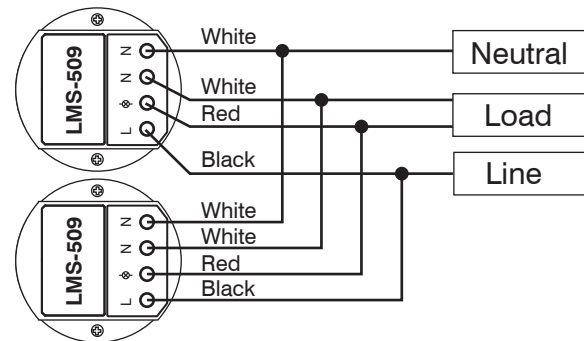 LMS-509
N
N
L
White
White
Red
Black
Neutral
Load
Line
LMS-509
N
N
L
White
White
Red
Black